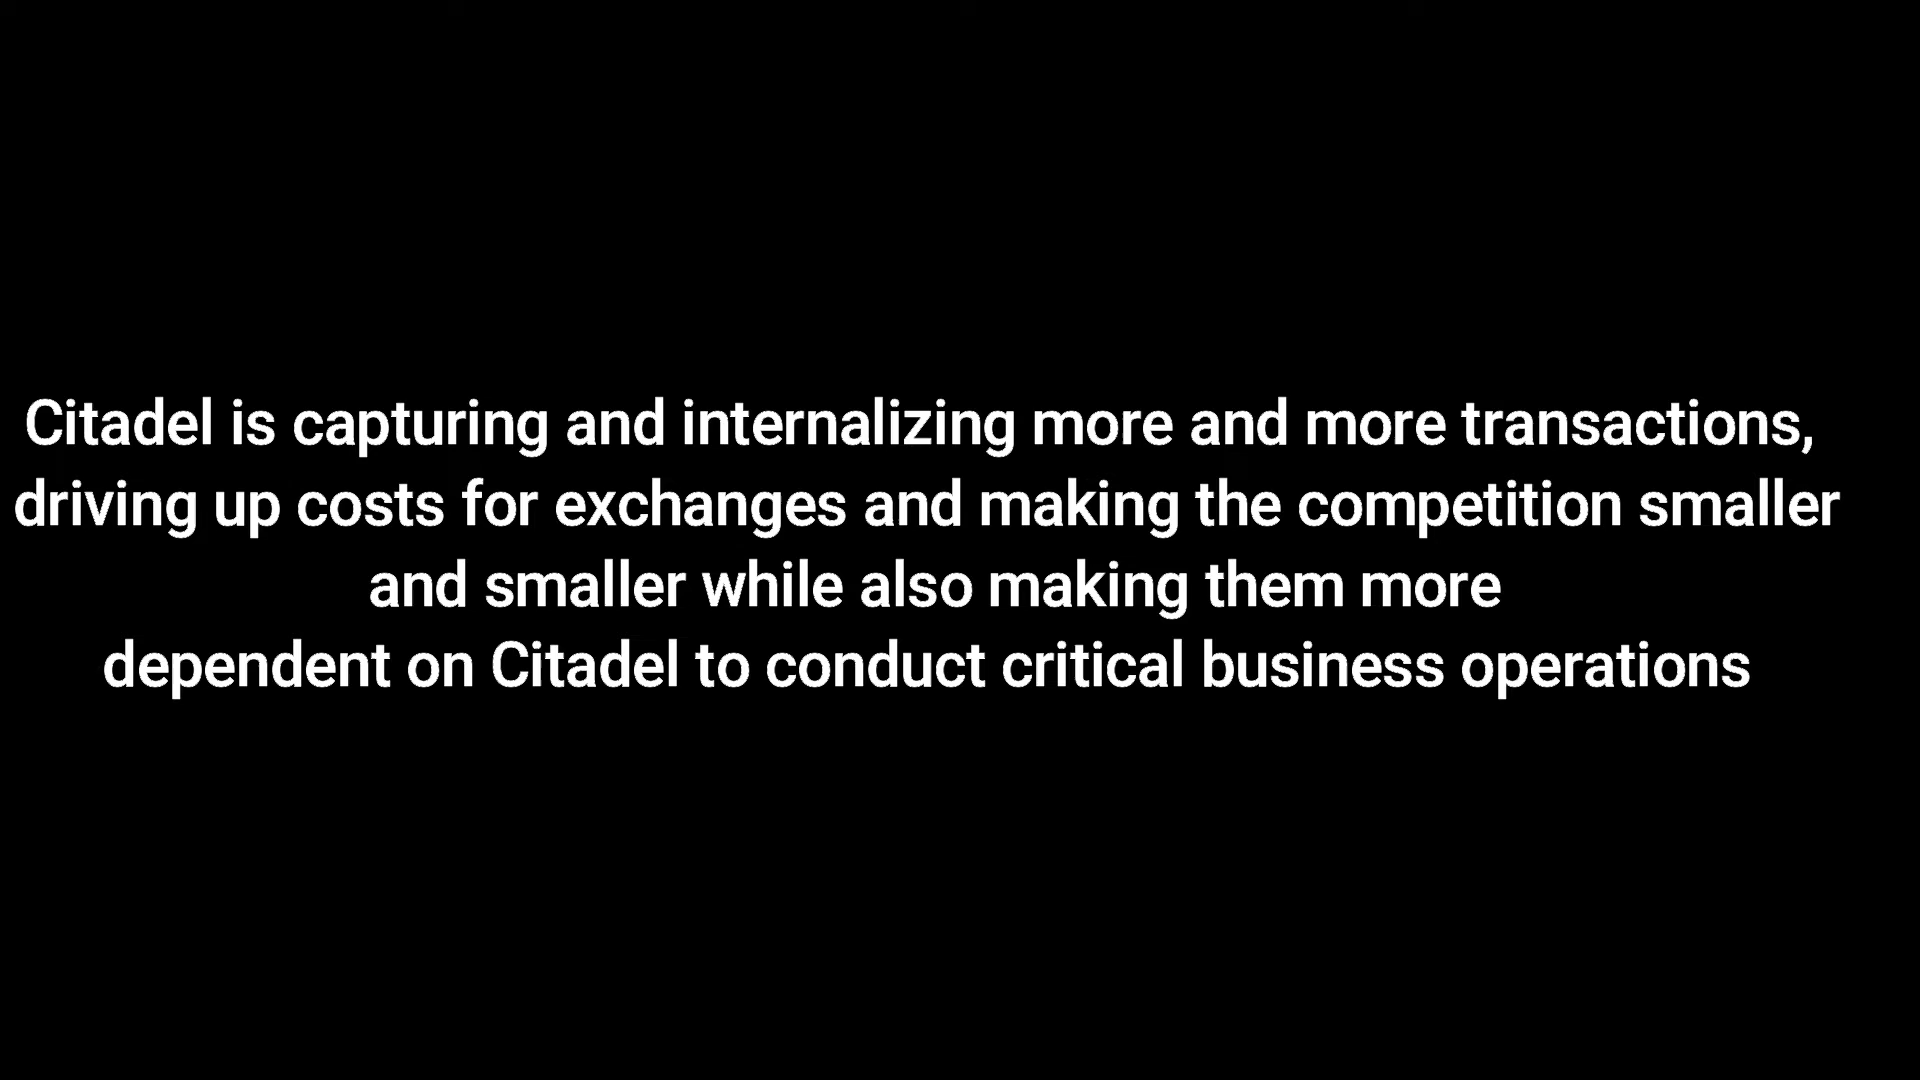 Citadel is capturing and internalizing more and more transactions,
driving up costs for exchanges and making the competition smaller
and smaller while also making them more
dependent on Citadel to conduct critical business operations